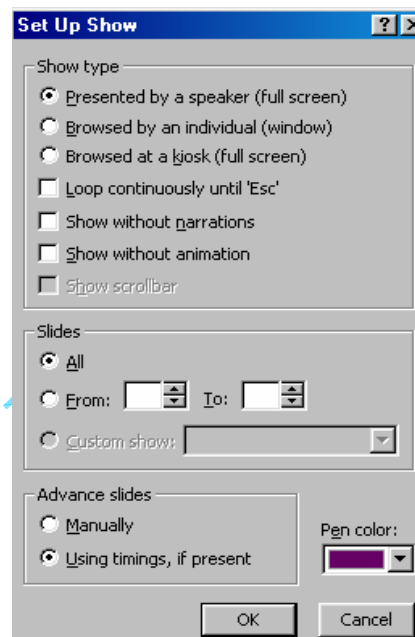 Set Up Show
Show type
Presented by a speaker (full screen)
Browsed by an individual (window)
Browsed at a kiosk (full screen)
Loop continuously until 'Esc'
Show without narrations
Show without animation
Show scrollbar
Slides
All
From: To:
Custom show:
Advance slides
Manually
Using timings, if present
Pen color:
OK Cancel